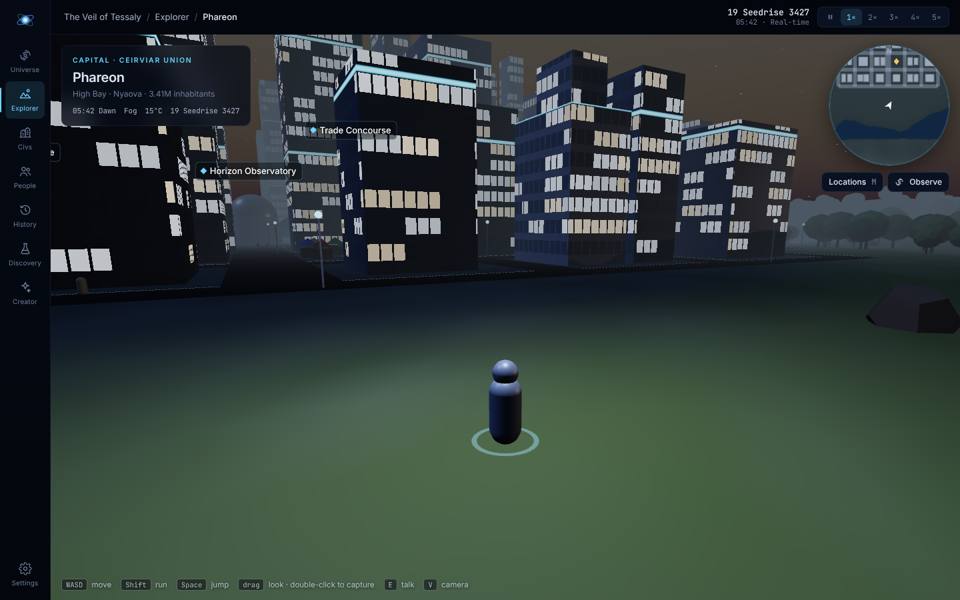 The Veil of Tessaly / Explorer / Phareon
19 Seedrise 3427
05:42 · Real-time
1× 2× 3× 4× 5×
CAPITAL · CEIRVIAR UNION
Phareon
High Bay · Nyaova · 3.41M inhabitants
05:42 Dawn Fog 15°C 19 Seedrise 3427
Universe
Explorer
Civs
People
History
Discovery
Creator
Settings
Trade Concourse
e
Horizon Observatory
Locations M
Observe
WASD move Shift run Space jump drag look · double-click to capture E talk V camera